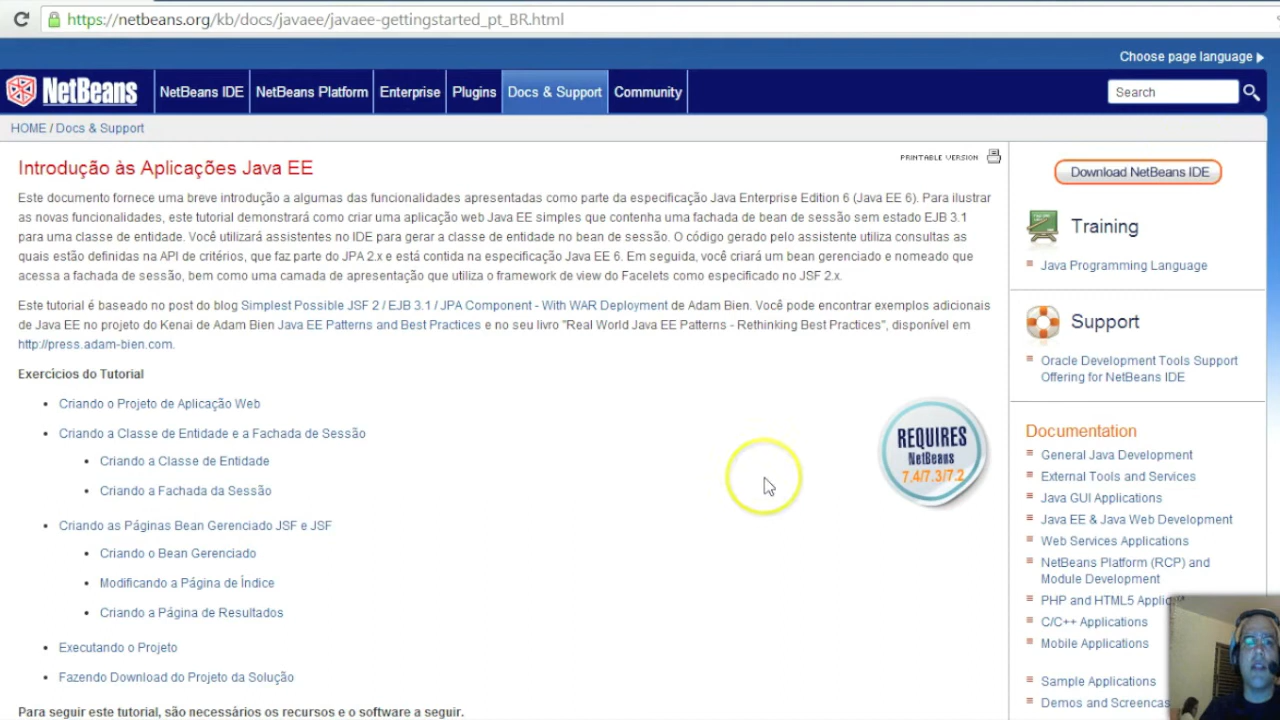 https://netbeans.org/kb/docs/javaee/javaee-gettingstarted_pt_BR.html
Choose page language
NetBeans
NetBeans IDE
NetBeans Platform
Enterprise
Plugins
Docs & Support
Community
Search
HOME / Docs & Support
PRINTABLE VERSION
Introdução às Aplicações Java EE
Este documento fornece uma breve introdução a algumas das funcionalidades apresentadas como parte da especificação Java Enterprise Edition 6 (Java EE 6). Para ilustrar
as novas funcionalidades, este tutorial demonstrará como criar uma aplicação web Java EE simples que contenha uma fachada de bean de sessão sem estado EJB 3.1
para uma classe de entidade. Você utilizará assistentes no IDE para gerar a classe de entidade no bean de sessão. O código gerado pelo assistente utiliza consultas as
quais estão definidas na API de critérios, que faz parte do JPA 2.x e está contida na especificação Java EE 6. Em seguida, você criará um bean gerenciado e nomeado que
acessa a fachada de sessão, bem como uma camada de apresentação que utiliza o framework de view do Facelets como especificado no JSF 2.x.
Este tutorial é baseado no post do blog Simplest Possible JSF 2 / EJB 3.1 / JPA Component - With WAR Deployment de Adam Bien. Você pode encontrar exemplos adicionais
de Java EE no projeto do Kenai de Adam Bien Java EE Patterns and Best Practices e no seu livro "Real World Java EE Patterns - Rethinking Best Practices", disponível em
http://press.adam-bien.com.
Exercícios do Tutorial
Criando o Projeto de Aplicação Web
Criando a Classe de Entidade e a Fachada de Sessão
Criando a Classe de Entidade
Criando a Fachada da Sessão
Criando as Páginas Bean Gerenciado JSF e JSF
Criando o Bean Gerenciado
Modificando a Página de Índice
Criando a Página de Resultados
Executando o Projeto
Fazendo Download do Projeto da Solução
Para seguir este tutorial, são necessários os recursos e o software a seguir.
REQUIRES
NetBeans
7.4/7.3/7.2
Download NetBeans IDE
Training
Java Programming Language
Support
Oracle Development Tools Support
Offering for NetBeans IDE
Documentation
General Java Development
External Tools and Services
Java GUI Applications
Java EE & Java Web Development
Web Services Applications
NetBeans Platform (RCP) and
Module Development
PHP and HTML5
C/C++ Applications
Mobile Applications
Sample Applications
Demos and